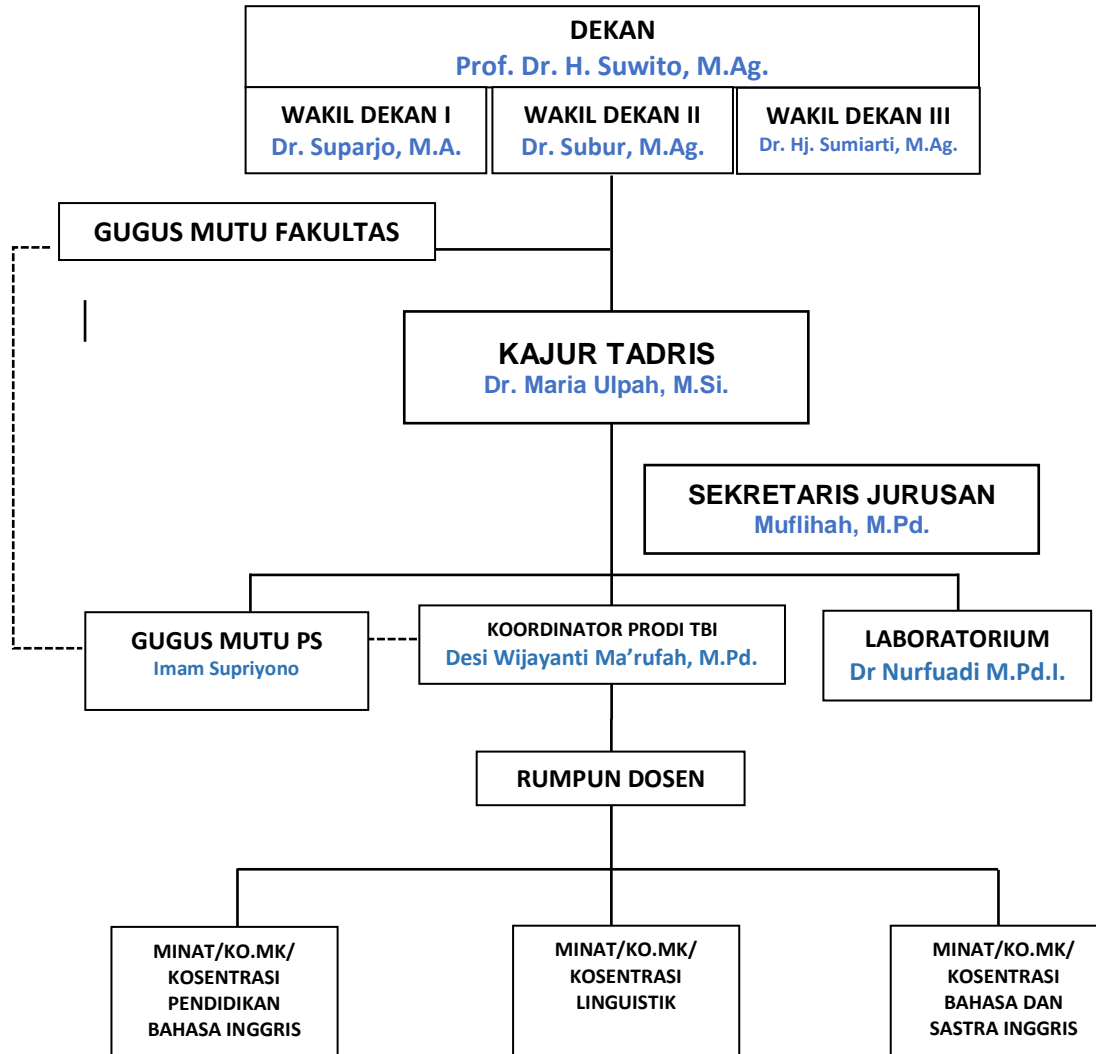 DEKAN
Prof. Dr. H. Suwito, M.Ag.
WAKIL DEKAN I
Dr. Suparjo, M.A.
WAKIL DEKAN II
Dr. Subur, M.Ag.
WAKIL DEKAN III
Dr. Hj. Sumiarti, M.Ag.
GUGUS MUTU FAKULTAS
KAJUR TADRIS
Dr. Maria Ulpah, M.Si.
SEKRETARIS JURUSAN
Muflihah, M.Pd.
GUGUS MUTU PS
Imam Supriyono
KOORDINATOR PRODI TBI
Desi Wijayanti Ma’rufah, M.Pd.
LABORATORIUM
Dr Nurfuadi M.Pd.I.
RUMPUN DOSEN
MINAT/KO.MK/
KOSENTRASI
PENDIDIKAN
BAHASA INGGRIS
MINAT/KO.MK/
KOSENTRASI
LINGUISTIK
MINAT/KO.MK/
KOSENTRASI
BAHASA DAN
SASTRA INGGRIS